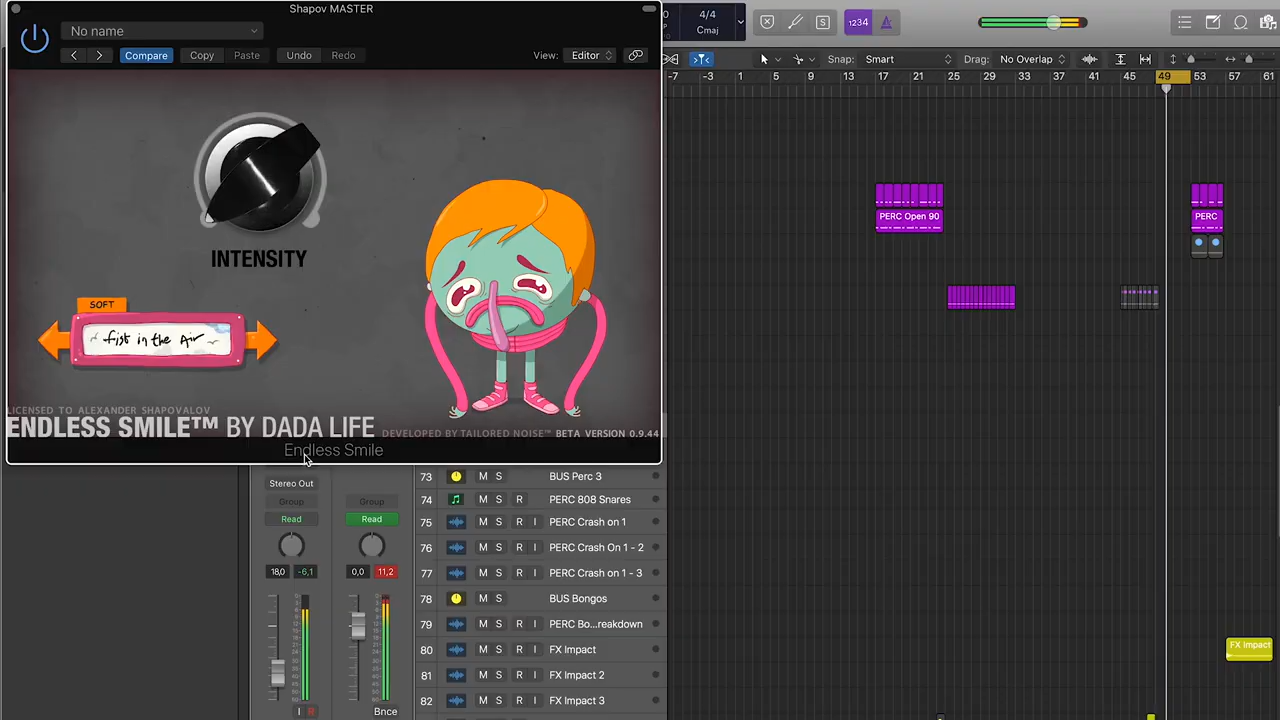 Shapov MASTER
No name
Compare
Copy
Paste
Undo
Redo
View:
Editor
INTENSITY
SOFT
fist in the Air
LICENSED TO ALEXANDER SHAPOVALOV
ENDLESS SMILE™ BY DADA LIFE
DEVELOPED BY TAILORED NOISE™ BETA VERSION 0.9.44
Endless Smile
0
4/4
Cmaj
S
1234
Snap:
Smart
Drag:
No Overlap
-7 -3 1 5 9 13 17 21 25 29 33 37 41 45 49 53 57 61
PERC Open 90
PERC
FX Impact
Stereo Out
Group
Group
Read
Read
18,0 -6,1
0,0 11,2
I R
Bnce
73 M S BUS Perc 3
74 M S R PERC 808 Snares
75 M S R I PERC Crash on 1
76 M S R I PERC Crash On 1 - 2
77 M S R I PERC Crash on 1 - 3
78 M S BUS Bongos
79 M S R I PERC Bo...reakdown
80 M S R I FX Impact
81 M S R I FX Impact 2
82 M S R I FX Impact 3